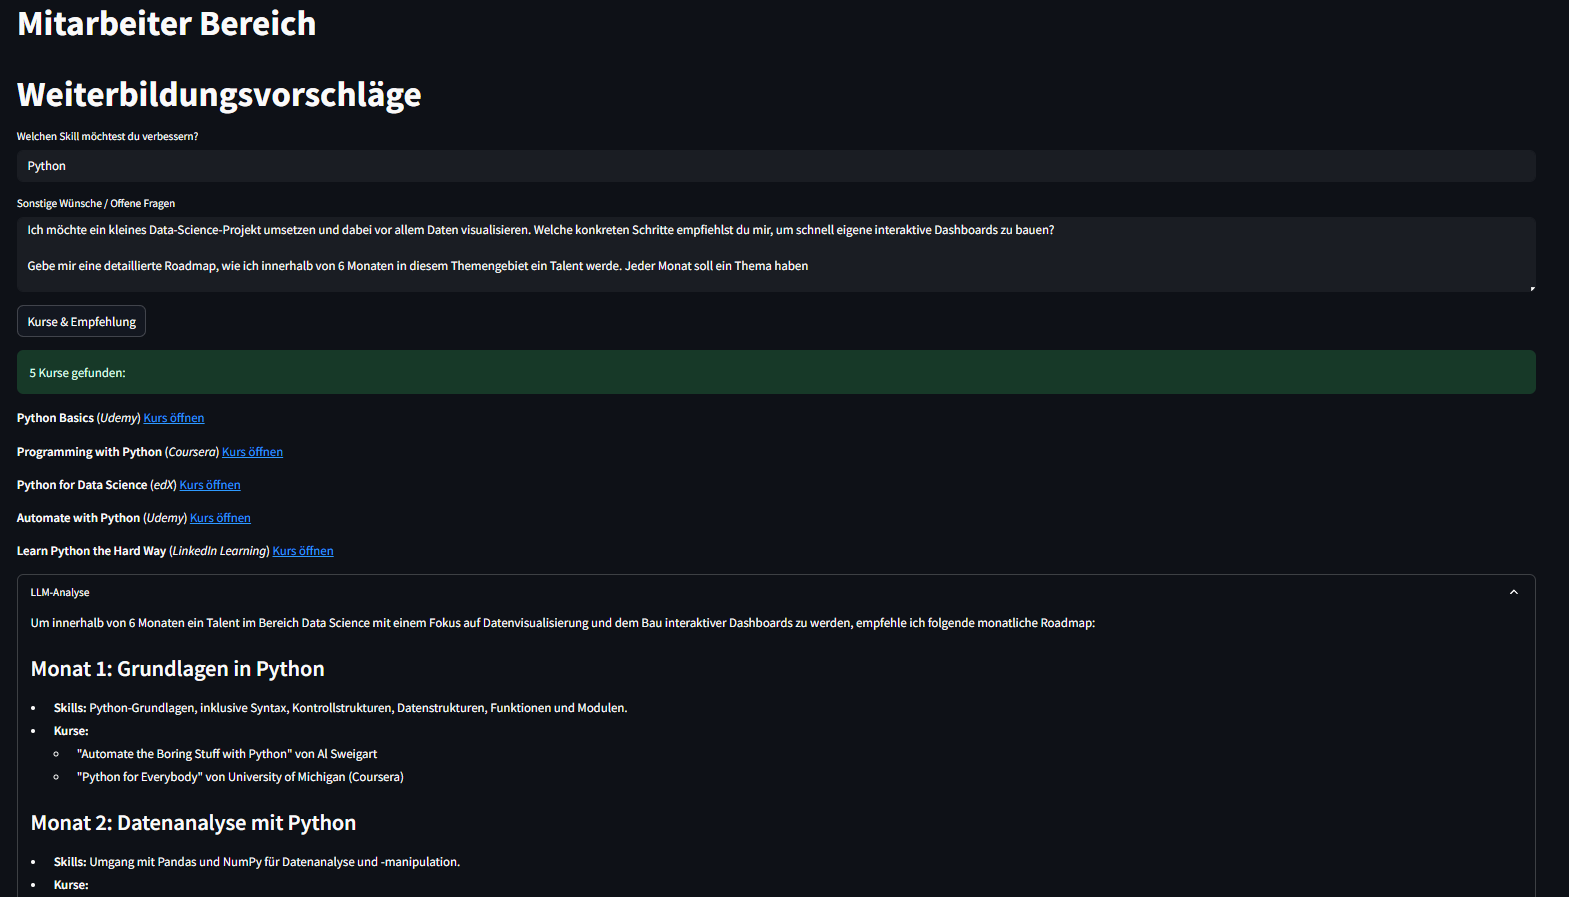 Mitarbeiter Bereich
Weiterbildungsvorschläge
Welchen Skill möchtest du verbessern?
Python
Sonstige Wünsche / Offene Fragen
Ich möchte ein kleines Data-Science-Projekt umsetzen und dabei vor allem Daten visualisieren. Welche konkreten Schritte empfiehlst du mir, um schnell eigene interaktive Dashboards zu bauen?
Gebe mir eine detaillierte Roadmap, wie ich innerhalb von 6 Monaten in diesem Themengebiet ein Talent werde. Jeder Monat soll ein Thema haben
Kurse & Empfehlung
5 Kurse gefunden:
Python Basics (Udemy) Kurs öffnen
Programming with Python (Coursera) Kurs öffnen
Python for Data Science (edX) Kurs öffnen
Automate with Python (Udemy) Kurs öffnen
Learn Python the Hard Way (LinkedIn Learning) Kurs öffnen
LLM-Analyse
Um innerhalb von 6 Monaten ein Talent im Bereich Data Science mit einem Fokus auf Datenvisualisierung und dem Bau interaktiver Dashboards zu werden, empfehle ich folgende monatliche Roadmap:
Monat 1: Grundlagen in Python
• Skills: Python-Grundlagen, inklusive Syntax, Kontrollstrukturen, Datenstrukturen, Funktionen und Modulen.
• Kurse:
◦ "Automate the Boring Stuff with Python" von Al Sweigart
◦ "Python for Everybody" von University of Michigan (Coursera)
Monat 2: Datenanalyse mit Python
• Skills: Umgang mit Pandas und NumPy für Datenanalyse und -manipulation.
• Kurse: